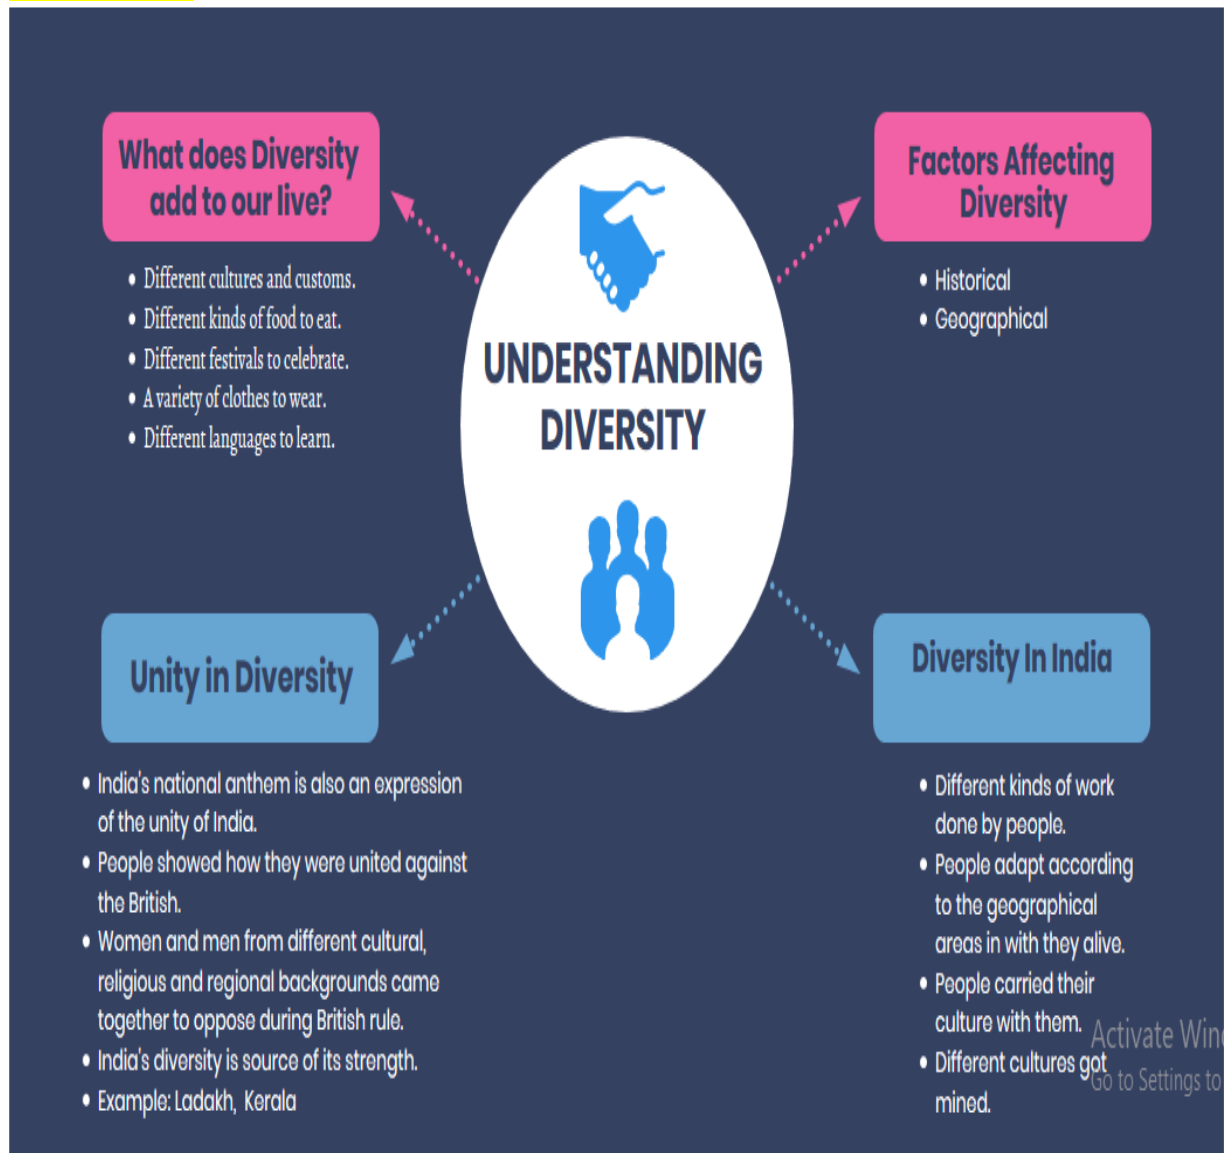 What does Diversity
add to our live?
• Different cultures and customs.
• Different kinds of food to eat.
• Different festivals to celebrate.
• A variety of clothes to wear.
• Different languages to learn.
UNDERSTANDING
DIVERSITY
Factors Affecting
Diversity
• Historical
• Geographical
Unity in Diversity
• India's national anthem is also an expression
of the unity of India.
• People showed how they were united against
the British.
• Women and men from different cultural,
religious and regional backgrounds came
together to oppose during British rule.
• India's diversity is source of its strength.
• Example: Ladakh, Kerala
Diversity In India
• Different kinds of work
done by people.
• People adapt according
to the geographical
areas in with they alive.
• People carried their
culture with them.
• Different cultures got
mined.
Activate Win
Go to Settings to